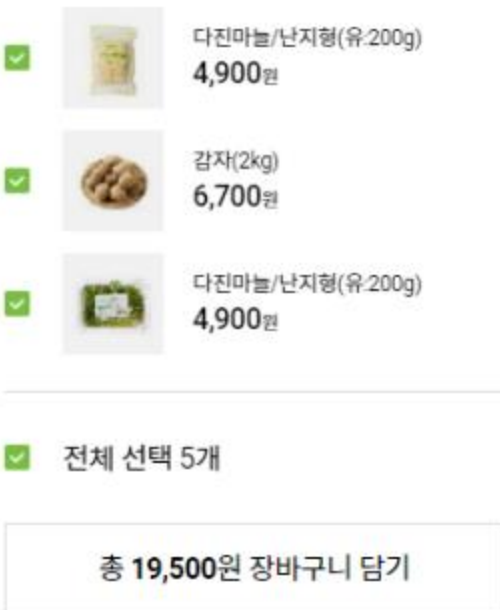 다진마늘/난지형(유:200g)
4,900원
감자(2kg)
6,700원
다진마늘/난지형(유:200g)
4,900원
전체 선택 5개
총 19,500원 장바구니 담기